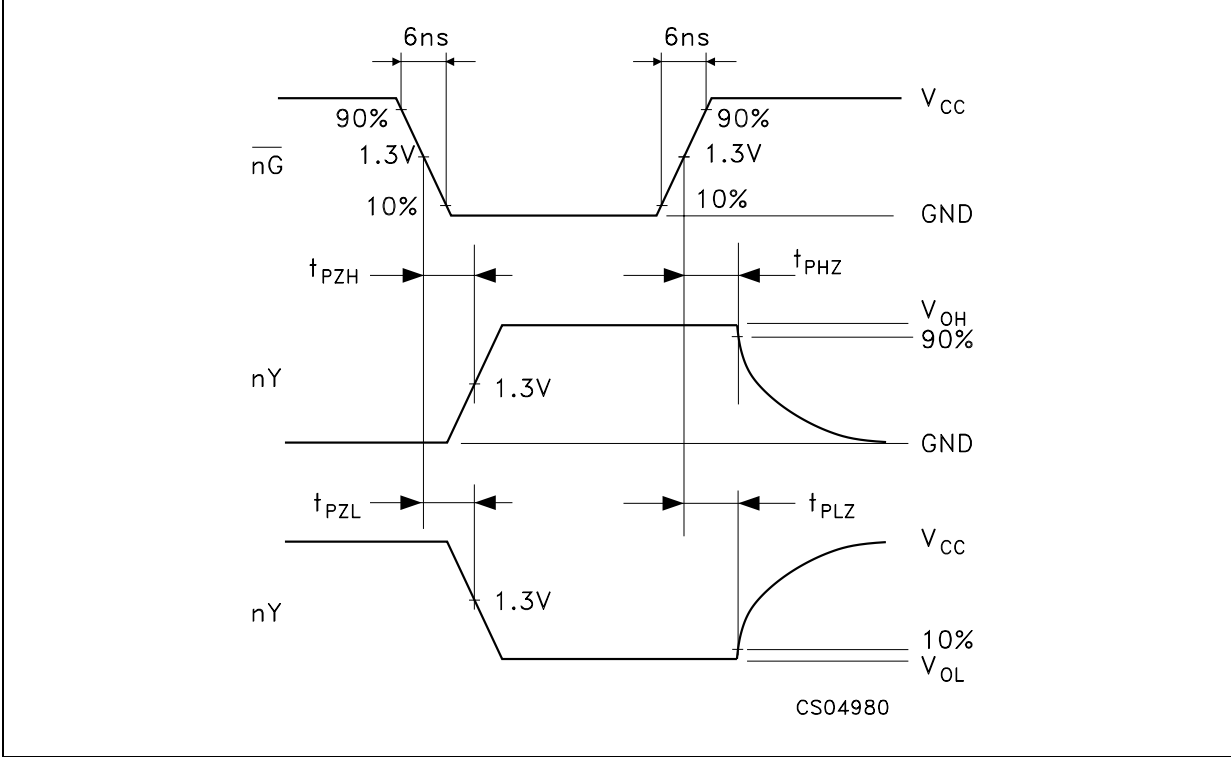 6ns 6ns
90% 90% V_CC
n̅G̅ 1.3V 1.3V
10% 10% GND
t_PZH t_PHZ
V_OH
90%
nY 1.3V
GND
t_PZL t_PLZ
V_CC
nY 1.3V
10%
V_OL
CS04980